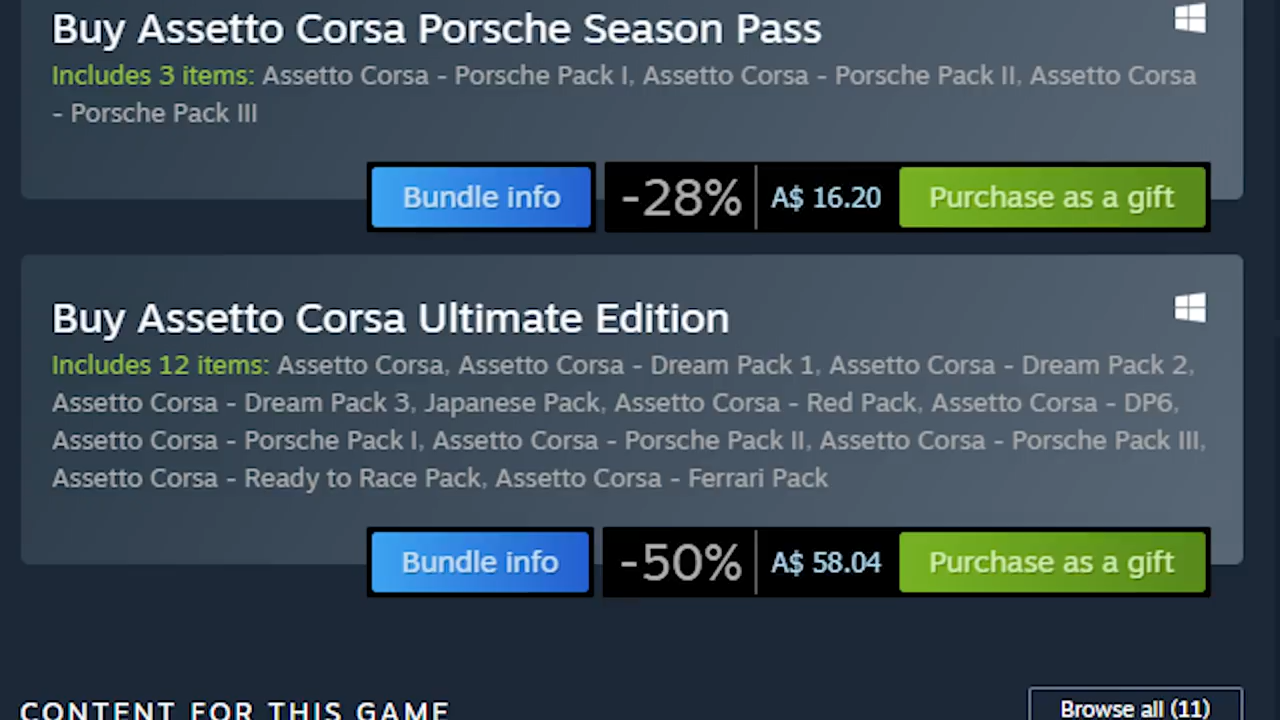 Buy Assetto Corsa Porsche Season Pass
Includes 3 items: Assetto Corsa - Porsche Pack I, Assetto Corsa - Porsche Pack II, Assetto Corsa
- Porsche Pack III
Bundle info -28% A$ 16.20 Purchase as a gift
Buy Assetto Corsa Ultimate Edition
Includes 12 items: Assetto Corsa, Assetto Corsa - Dream Pack 1, Assetto Corsa - Dream Pack 2,
Assetto Corsa - Dream Pack 3, Japanese Pack, Assetto Corsa - Red Pack, Assetto Corsa - DP6,
Assetto Corsa - Porsche Pack I, Assetto Corsa - Porsche Pack II, Assetto Corsa - Porsche Pack III,
Assetto Corsa - Ready to Race Pack, Assetto Corsa - Ferrari Pack
Bundle info -50% A$ 58.04 Purchase as a gift
CONTENT FOR THIS GAME Browse all (11)